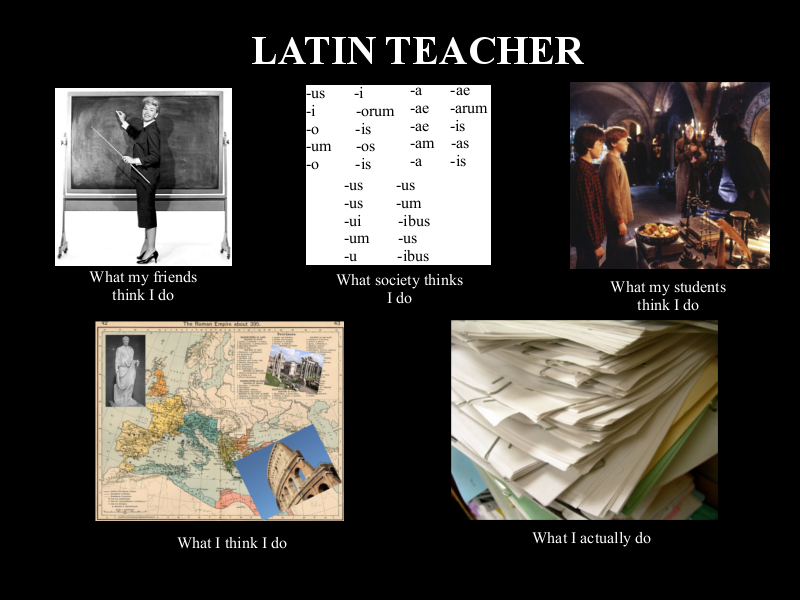 LATIN TEACHER
-us -i -a -ae
-i -orum -ae -arum
-o -is -ae -is
-um -os -am -as
-o -is -a -is
-us -us
-us -um
-ui -ibus
-um -us
-u -ibus
What my friends
think I do
What society thinks
I do
What my students
think I do
42 The Roman Empire about 395. 43
What I think I do
What I actually do